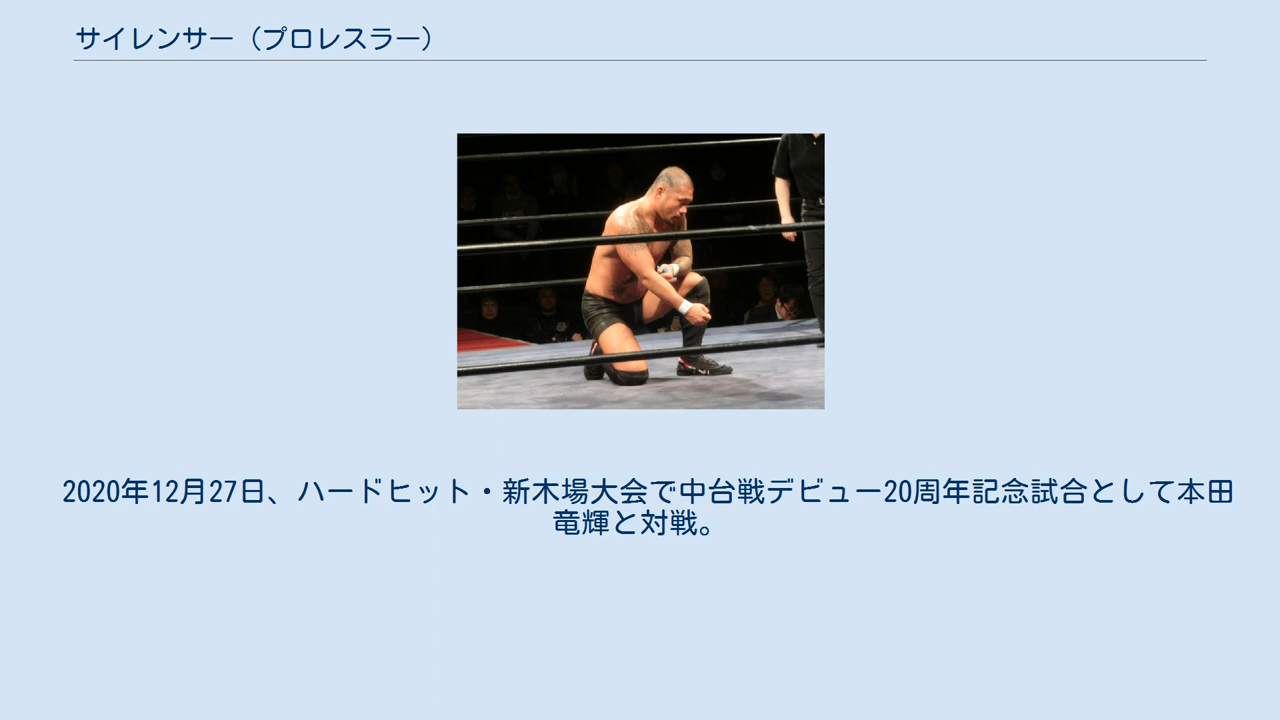 サイレンサー（プロレスラー）
2020年12月27日、ハードヒット・新木場大会で中台戦デビュー20周年記念試合として本田
竜輝と対戦。